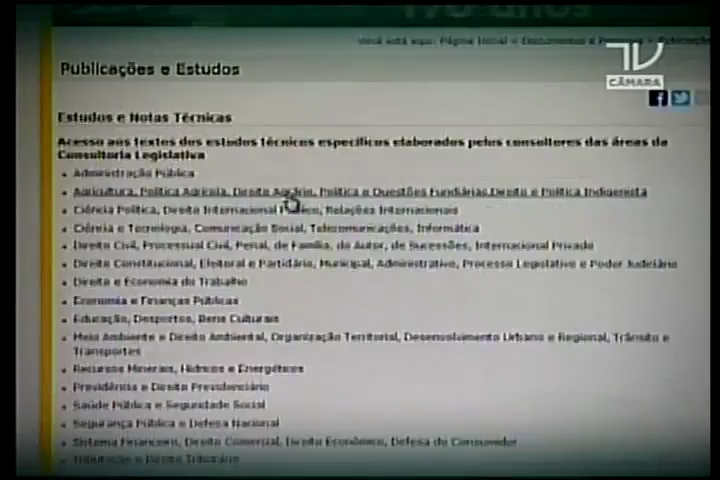 190 anos
Você está aqui: Página Inicial > Documentos e Pesquisa > Publicações
TV
CÂMARA
Publicações e Estudos
Estudos e Notas Técnicas
Acesso aos textos dos estudos técnicos específicos elaborados pelos consultores das áreas da
Consultoria Legislativa
Administração Pública
Agricultura, Política Agrícola, Direito Agrário, Política e Questões Fundiárias,Direito e Política Indigenista
Ciência Política, Direito Internacional Público, Relações Internacionais
Ciência e Tecnologia, Comunicação Social, Telecomunicações, Informática
Direito Civil, Processual Civil, Penal, de Família, do Autor, de Sucessões, Internacional Privado
Direito Constitucional, Eleitoral e Partidário, Municipal, Administrativo, Processo Legislativo e Poder Judiciário
Direito e Economia do Trabalho
Economia e Finanças Públicas
Educação, Desportos, Bens Culturais
Meio Ambiente e Direito Ambiental, Organização Territorial, Desenvolvimento Urbano e Regional, Trânsito e
Transportes
Recursos Minerais, Hídricos e Energéticos
Previdência e Direito Previdenciário
Saúde Pública e Seguridade Social
Segurança Pública e Defesa Nacional
Sistema Financeiro, Direito Comercial, Direito Econômico, Defesa do Consumidor
Tributação e Direito Tributário